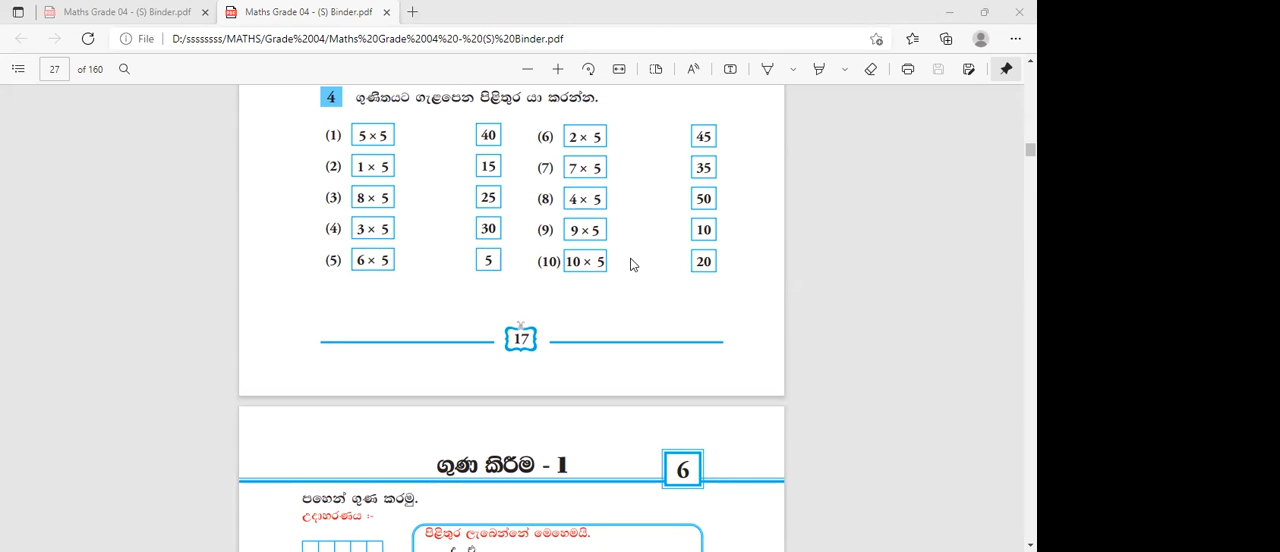 Maths Grade 04 - (S) Binder.pdf
Maths Grade 04 - (S) Binder.pdf
File D:/ssssssss/MATHS/Grade%2004/Maths%20Grade%2004%20-%20(S)%20Binder.pdf
27 of 160
4 ගුණිතයට ගැළපෙන පිළිතුර යා කරන්න.
(1) 5 × 5 40 (6) 2 × 5 45
(2) 1 × 5 15 (7) 7 × 5 35
(3) 8 × 5 25 (8) 4 × 5 50
(4) 3 × 5 30 (9) 9 × 5 10
(5) 6 × 5 5 (10) 10 × 5 20
17
ගුණ කිරීම - 1 6
පහෙන් ගුණ කරමු.
උදාහරණය :-
පිළිතුර ලැබෙන්නේ මෙහෙමයි.